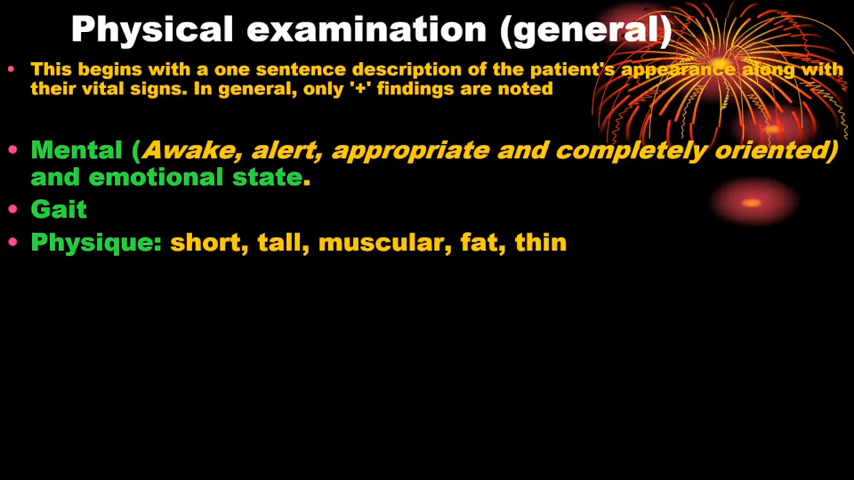 Physical examination (general)
• This begins with a one sentence description of the patient's appearance along with
their vital signs. In general, only '+' findings are noted
• Mental (Awake, alert, appropriate and completely oriented)
and emotional state.
• Gait
• Physique: short, tall, muscular, fat, thin